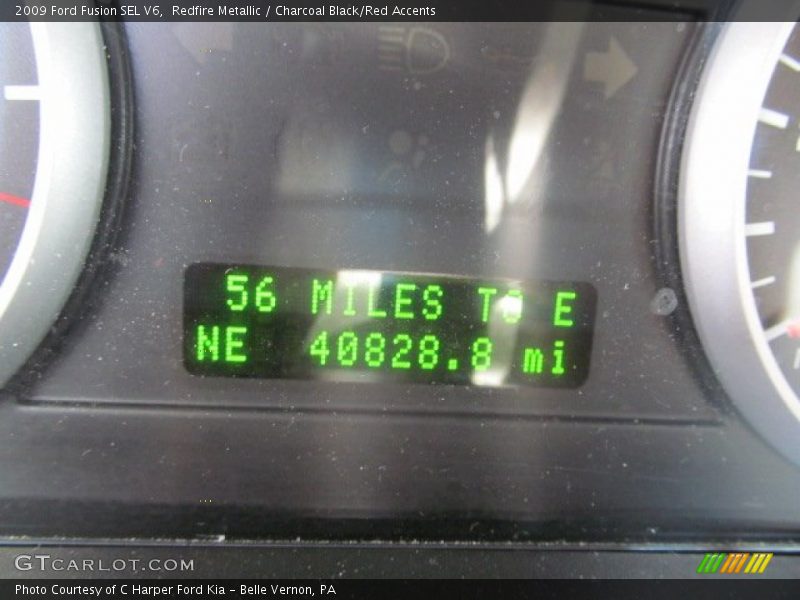 2009 Ford Fusion SEL V6,  Redfire Metallic / Charcoal Black/Red Accents
56 MILES TO E
NE 40828.8 mi
GTCARLOT.COM
Photo Courtesy of C Harper Ford Kia - Belle Vernon, PA